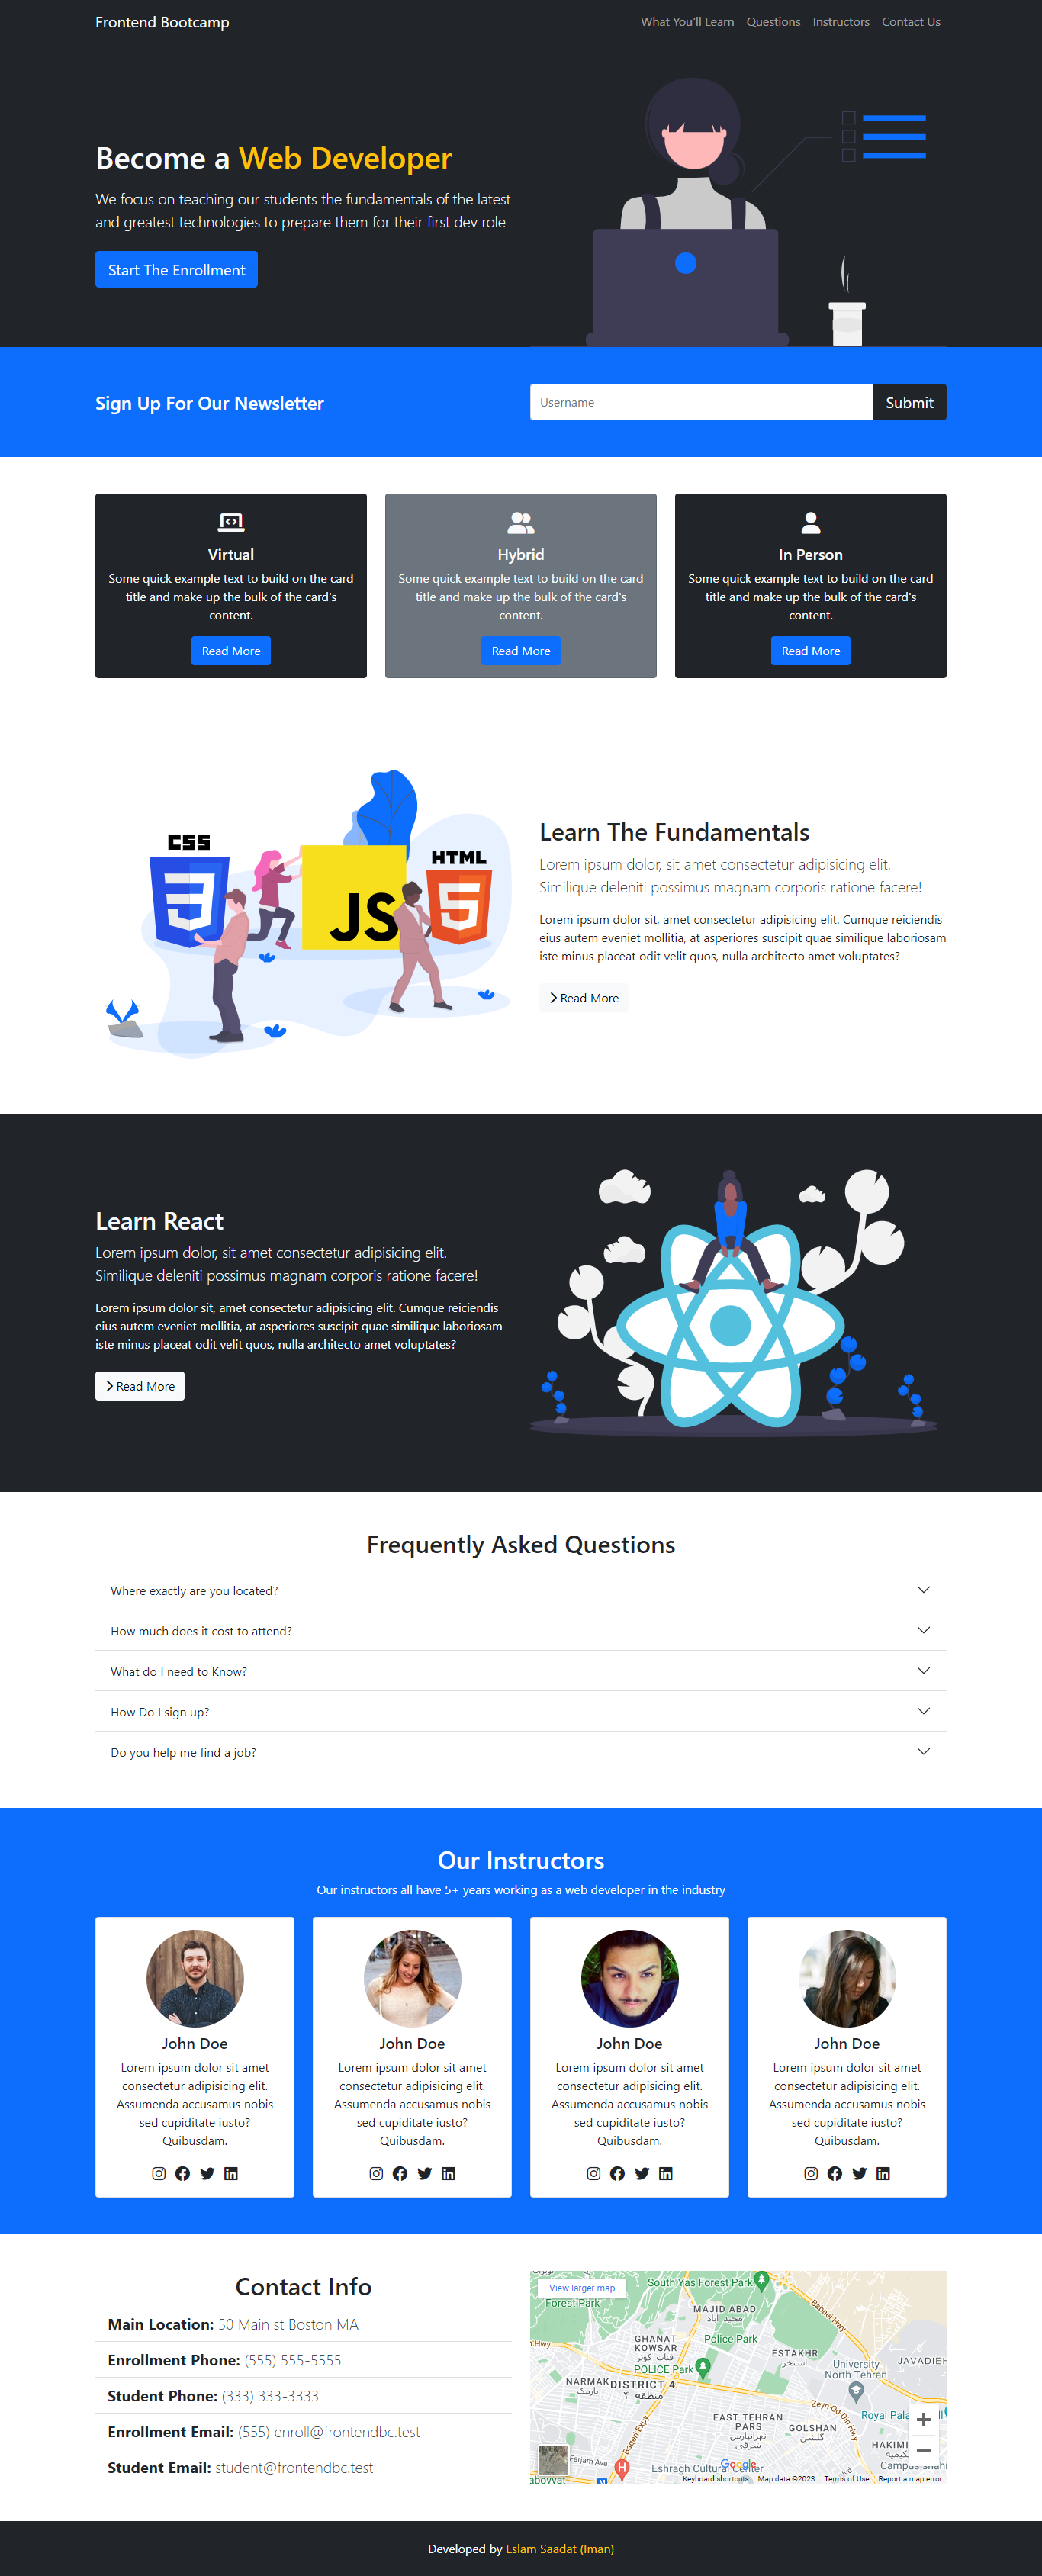 Frontend Bootcamp
What You'll Learn Questions Instructors Contact Us
Become a Web Developer
We focus on teaching our students the fundamentals of the latest
and greatest technologies to prepare them for their first dev role
Start The Enrollment
Sign Up For Our Newsletter
Username
Submit
Virtual
Some quick example text to build on the card
title and make up the bulk of the card's
content.
Read More
Hybrid
Some quick example text to build on the card
title and make up the bulk of the card's
content.
Read More
In Person
Some quick example text to build on the card
title and make up the bulk of the card's
content.
Read More
CSS
JS
HTML
Learn The Fundamentals
Lorem ipsum dolor, sit amet consectetur adipisicing elit.
Similique deleniti possimus magnam corporis ratione facere!
Lorem ipsum dolor sit, amet consectetur adipisicing elit. Cumque reiciendis
eius autem eveniet mollitia, at asperiores suscipit quae similique laboriosam
iste minus placeat odit velit quos, nulla architecto amet voluptates?
Read More
Learn React
Lorem ipsum dolor, sit amet consectetur adipisicing elit.
Similique deleniti possimus magnam corporis ratione facere!
Lorem ipsum dolor sit, amet consectetur adipisicing elit. Cumque reiciendis
eius autem eveniet mollitia, at asperiores suscipit quae similique laboriosam
iste minus placeat odit velit quos, nulla architecto amet voluptates?
Read More
Frequently Asked Questions
Where exactly are you located?
How much does it cost to attend?
What do I need to Know?
How Do I sign up?
Do you help me find a job?
Our Instructors
Our instructors all have 5+ years working as a web developer in the industry
John Doe
Lorem ipsum dolor sit amet
consectetur adipisicing elit.
Assumenda accusamus nobis
sed cupiditate iusto?
Quibusdam.
John Doe
Lorem ipsum dolor sit amet
consectetur adipisicing elit.
Assumenda accusamus nobis
sed cupiditate iusto?
Quibusdam.
John Doe
Lorem ipsum dolor sit amet
consectetur adipisicing elit.
Assumenda accusamus nobis
sed cupiditate iusto?
Quibusdam.
John Doe
Lorem ipsum dolor sit amet
consectetur adipisicing elit.
Assumenda accusamus nobis
sed cupiditate iusto?
Quibusdam.
Contact Info
Main Location: 50 Main st Boston MA
Enrollment Phone: (555) 555-5555
Student Phone: (333) 333-3333
Enrollment Email: (555) enroll@frontendbc.test
Student Email: student@frontendbc.test
View larger map
South Yas Forest Park
Forest Park
MAJID ABAD
مجید آباد
Babaei Hwy
Hwy
GHANAT
KOWSAR
قنات کوثر
Police Park
ESTAKHR
استخر
POLICE Park
University
North Tehran
JAVADIEH
NARMAK
نارمک
DISTRICT 4
منطقه ۴
Zeyn-Od-Din Hwy
EAST TEHRAN
PARS
تهرانپارس
شرقی
GOLSHAN
گلشن
Royal
Bageri Expy
Farjam Ave
Eshragh Cultural Center
Google
Keyboard shortcuts Map data ©2023 Terms of Use Report a map error
Developed by Eslam Saadat (Iman)